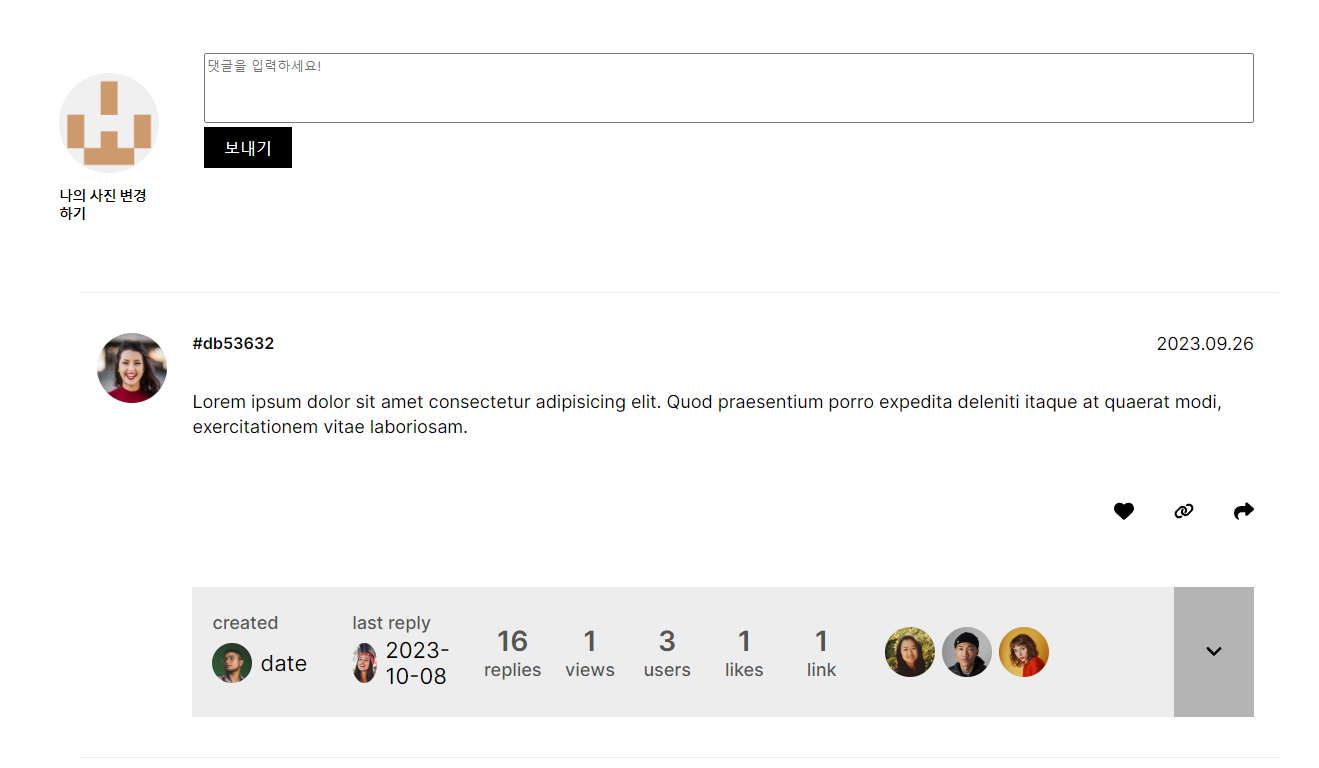 댓글을 입력하세요!
보내기
나의 사진 변경
하기
#db53632
2023.09.26
Lorem ipsum dolor sit amet consectetur adipisicing elit. Quod praesentium porro expedita deleniti itaque at quaerat modi,
exercitationem vitae laboriosam.
created
date
last reply
2023-
10-08
16
replies
1
views
3
users
1
likes
1
link